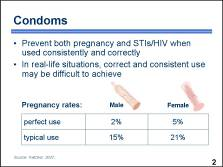 Condoms
• Prevent both pregnancy and STIs/HIV when
used consistently and correctly
• In real-life situations, correct and consistent use
may be difficult to achieve
Pregnancy rates: Male Female
perfect use 2% 5%
typical use 15% 21%
Source: Hatcher, 2007.
2